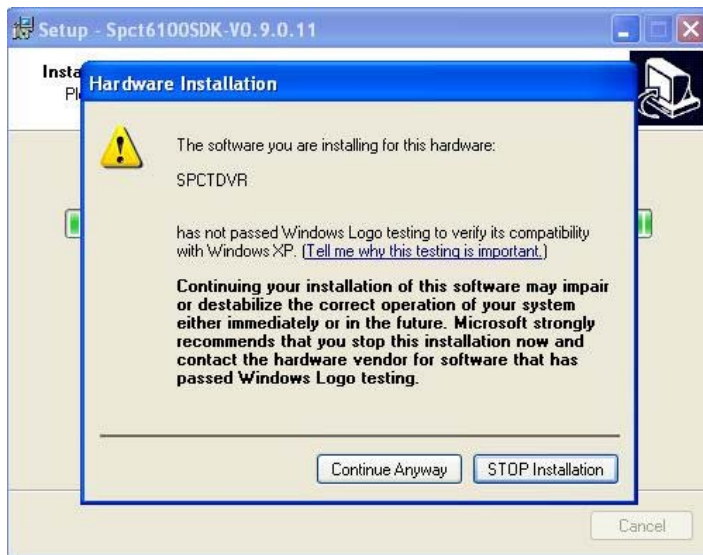 Setup - Spct6100SDK-V0.9.0.11
Insta
Pl
Hardware Installation
The software you are installing for this hardware:
SPCTDVR
has not passed Windows Logo testing to verify its compatibility
with Windows XP. (Tell me why this testing is important.)
Continuing your installation of this software may impair
or destabilize the correct operation of your system
either immediately or in the future. Microsoft strongly
recommends that you stop this installation now and
contact the hardware vendor for software that has
passed Windows Logo testing.
Continue Anyway STOP Installation
Cancel